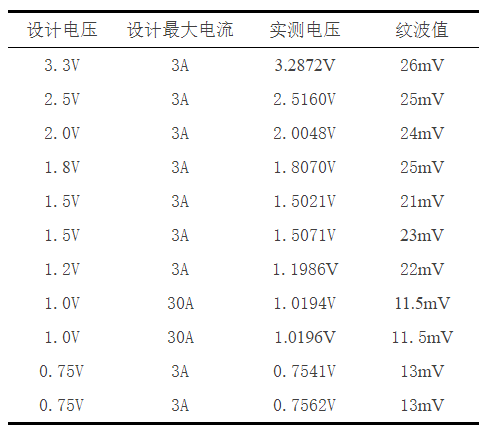 设计电压 设计最大电流 实测电压 纹波值
3.3V 3A 3.2872V 26mV
2.5V 3A 2.5160V 25mV
2.0V 3A 2.0048V 24mV
1.8V 3A 1.8070V 25mV
1.5V 3A 1.5021V 21mV
1.5V 3A 1.5071V 23mV
1.2V 3A 1.1986V 22mV
1.0V 30A 1.0194V 11.5mV
1.0V 30A 1.0196V 11.5mV
0.75V 3A 0.7541V 13mV
0.75V 3A 0.7562V 13mV